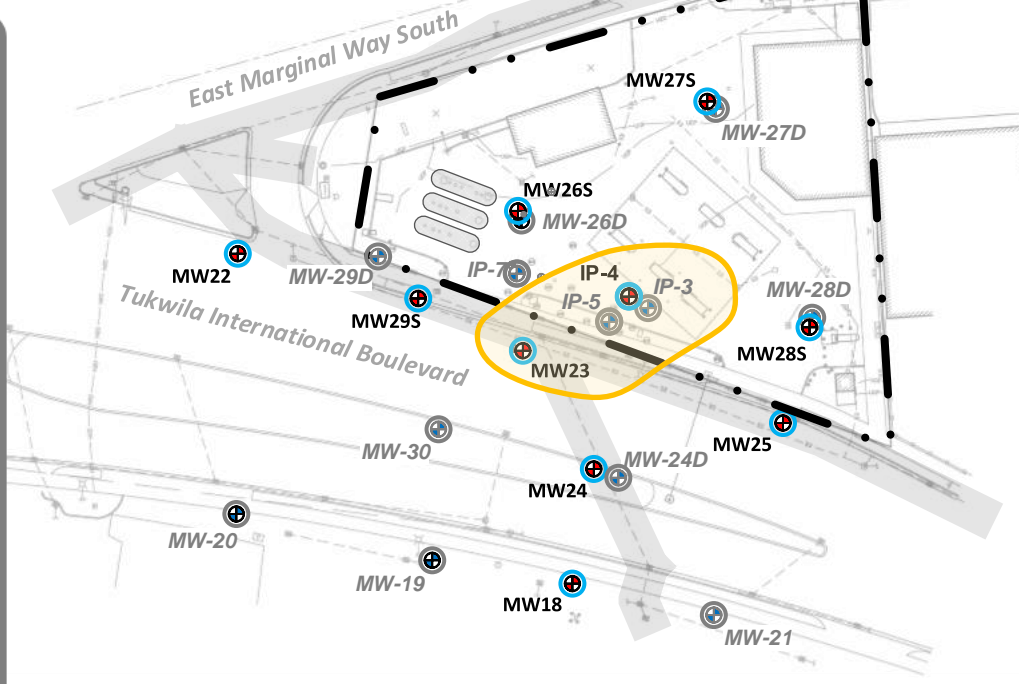 East Marginal Way South
MW27S
MW-27D
MW26S
MW-26D
MW22
MW-29D
IP-7
IP-4
IP-3
IP-5
MW-28D
MW29S
MW28S
Tukwila International Boulevard
MW23
MW-30
MW25
MW-24D
MW24
MW-20
MW-19
MW18
MW-21